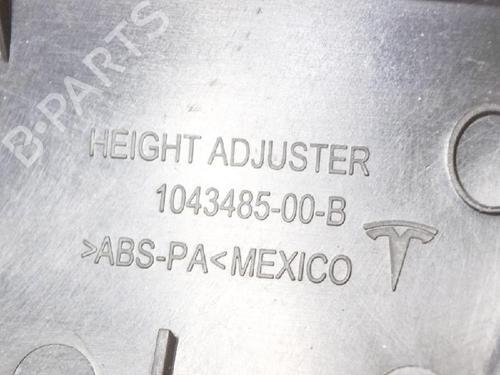 B-PARTS
HEIGHT ADJUSTER
1043485-00-B
>ABS-PA<MEXICO